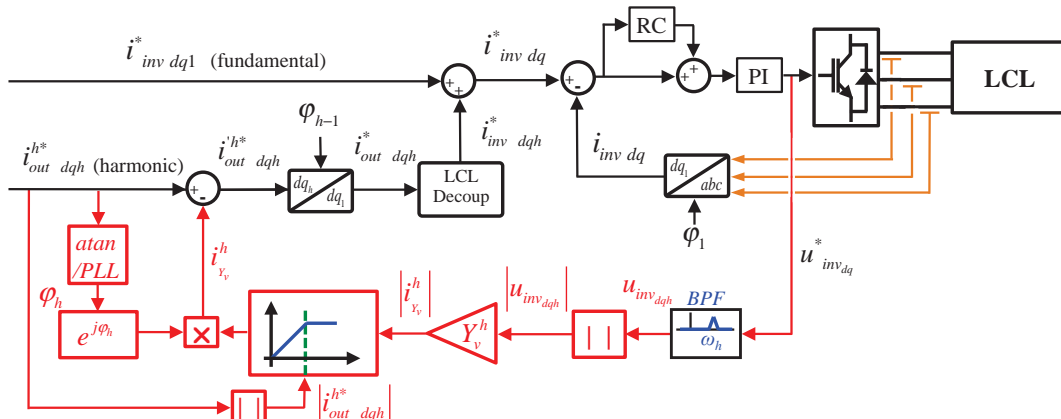 RC
i*inv dq1 (fundamental)
i*inv dq
+
+
+
-
+
+
PI
LCL
φh−1
i*inv dqh
i inv dq
ih*out dqh (harmonic)
i'h*out dqh
i*out dqh
+
-
dqh
dq1
LCL
Decoup
dq1
abc
φ1
u*invdq
atan
/PLL
ihYv
φh
|ihYv|
|uinvdqh|
uinvdqh
BPF
ejφh
×
Yhv
| |
ωh
| |
|ih*out dqh|